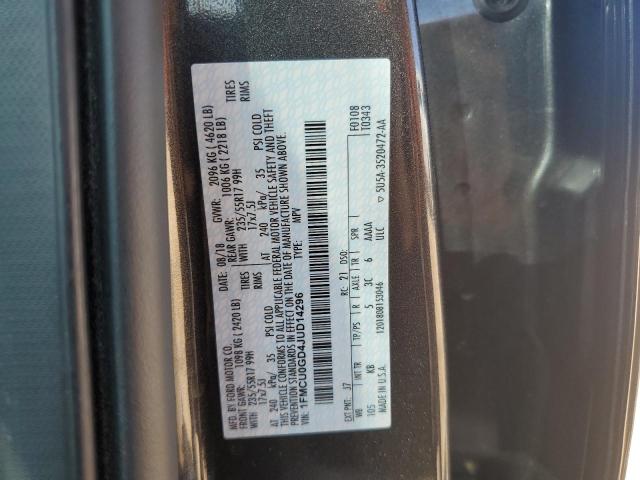 MFD. BY FORD MOTOR CO.
DATE: 08/18 GVWR: 2096 KG ( 4620 LB)
FRONT GAWR: 1098 KG ( 2420 LB) REAR GAWR: 1006 KG ( 2218 LB)
WITH TIRES WITH TIRES
235/55R17 99H 235/55R17 99H
17x7.5J RIMS 17x7.5J RIMS
AT 240 kPa/ 35 PSI COLD AT 240 kPa/ 35 PSI COLD
THIS VEHICLE CONFORMS TO ALL APPLICABLE FEDERAL MOTOR VEHICLE SAFETY AND THEFT
PREVENTION STANDARDS IN EFFECT ON THE DATE OF MANUFACTURE SHOWN ABOVE.
VIN: 1FMCU0GD4JUD14296 TYPE: MPV
F0108
T0343
EXT PNT: J7 RC: 21 DSO:
WB INT TR TP/PS R AXLE TR SPR
105 KB 5 3C 6 AAAA
MADE IN U.S.A. 1201808153046 ULC
▽ 5U5A-3520472-AA